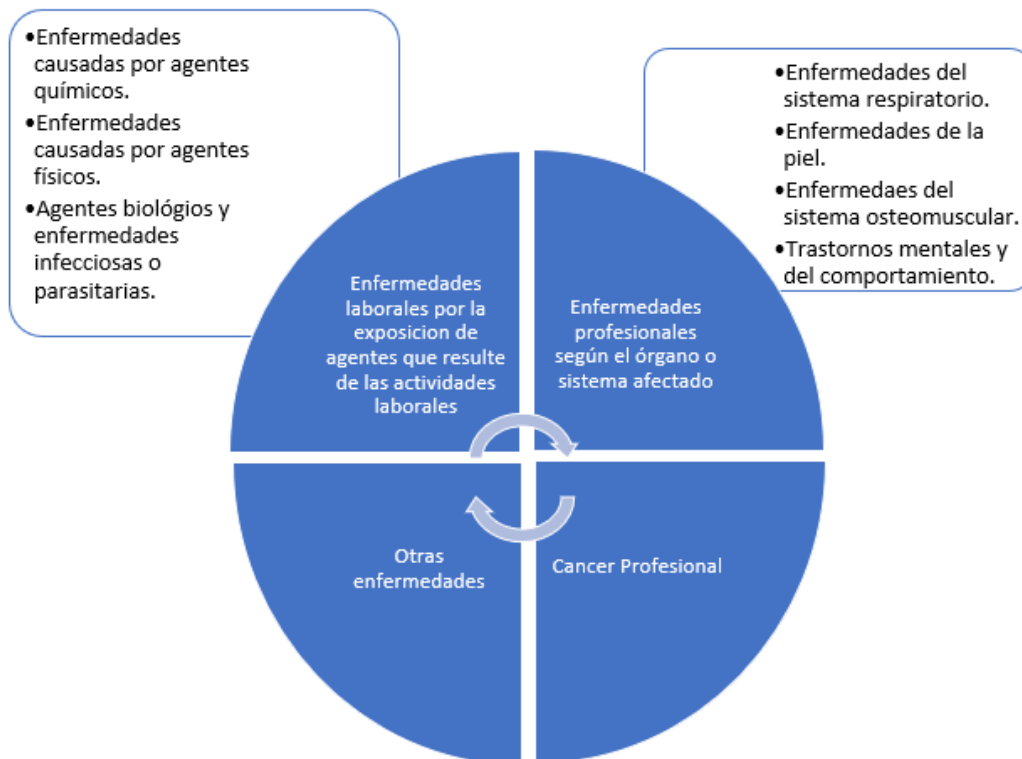 •Enfermedades
causadas por agentes
químicos.
•Enfermedades
causadas por agentes
físicos.
•Agentes biológios y
enfermedades
infecciosas o
parasitarias.
•Enfermedades del
sistema respiratorio.
•Enfermedades de la
piel.
•Enfermedaes del
sistema osteomuscular.
•Trastornos mentales y
del comportamiento.
Enfermedades
laborales por la
exposicion de
agentes que resulte
de las actividades
laborales
Enfermedades
profesionales
según el órgano o
sistema afectado
Otras
enfermedades
Cancer Profesional